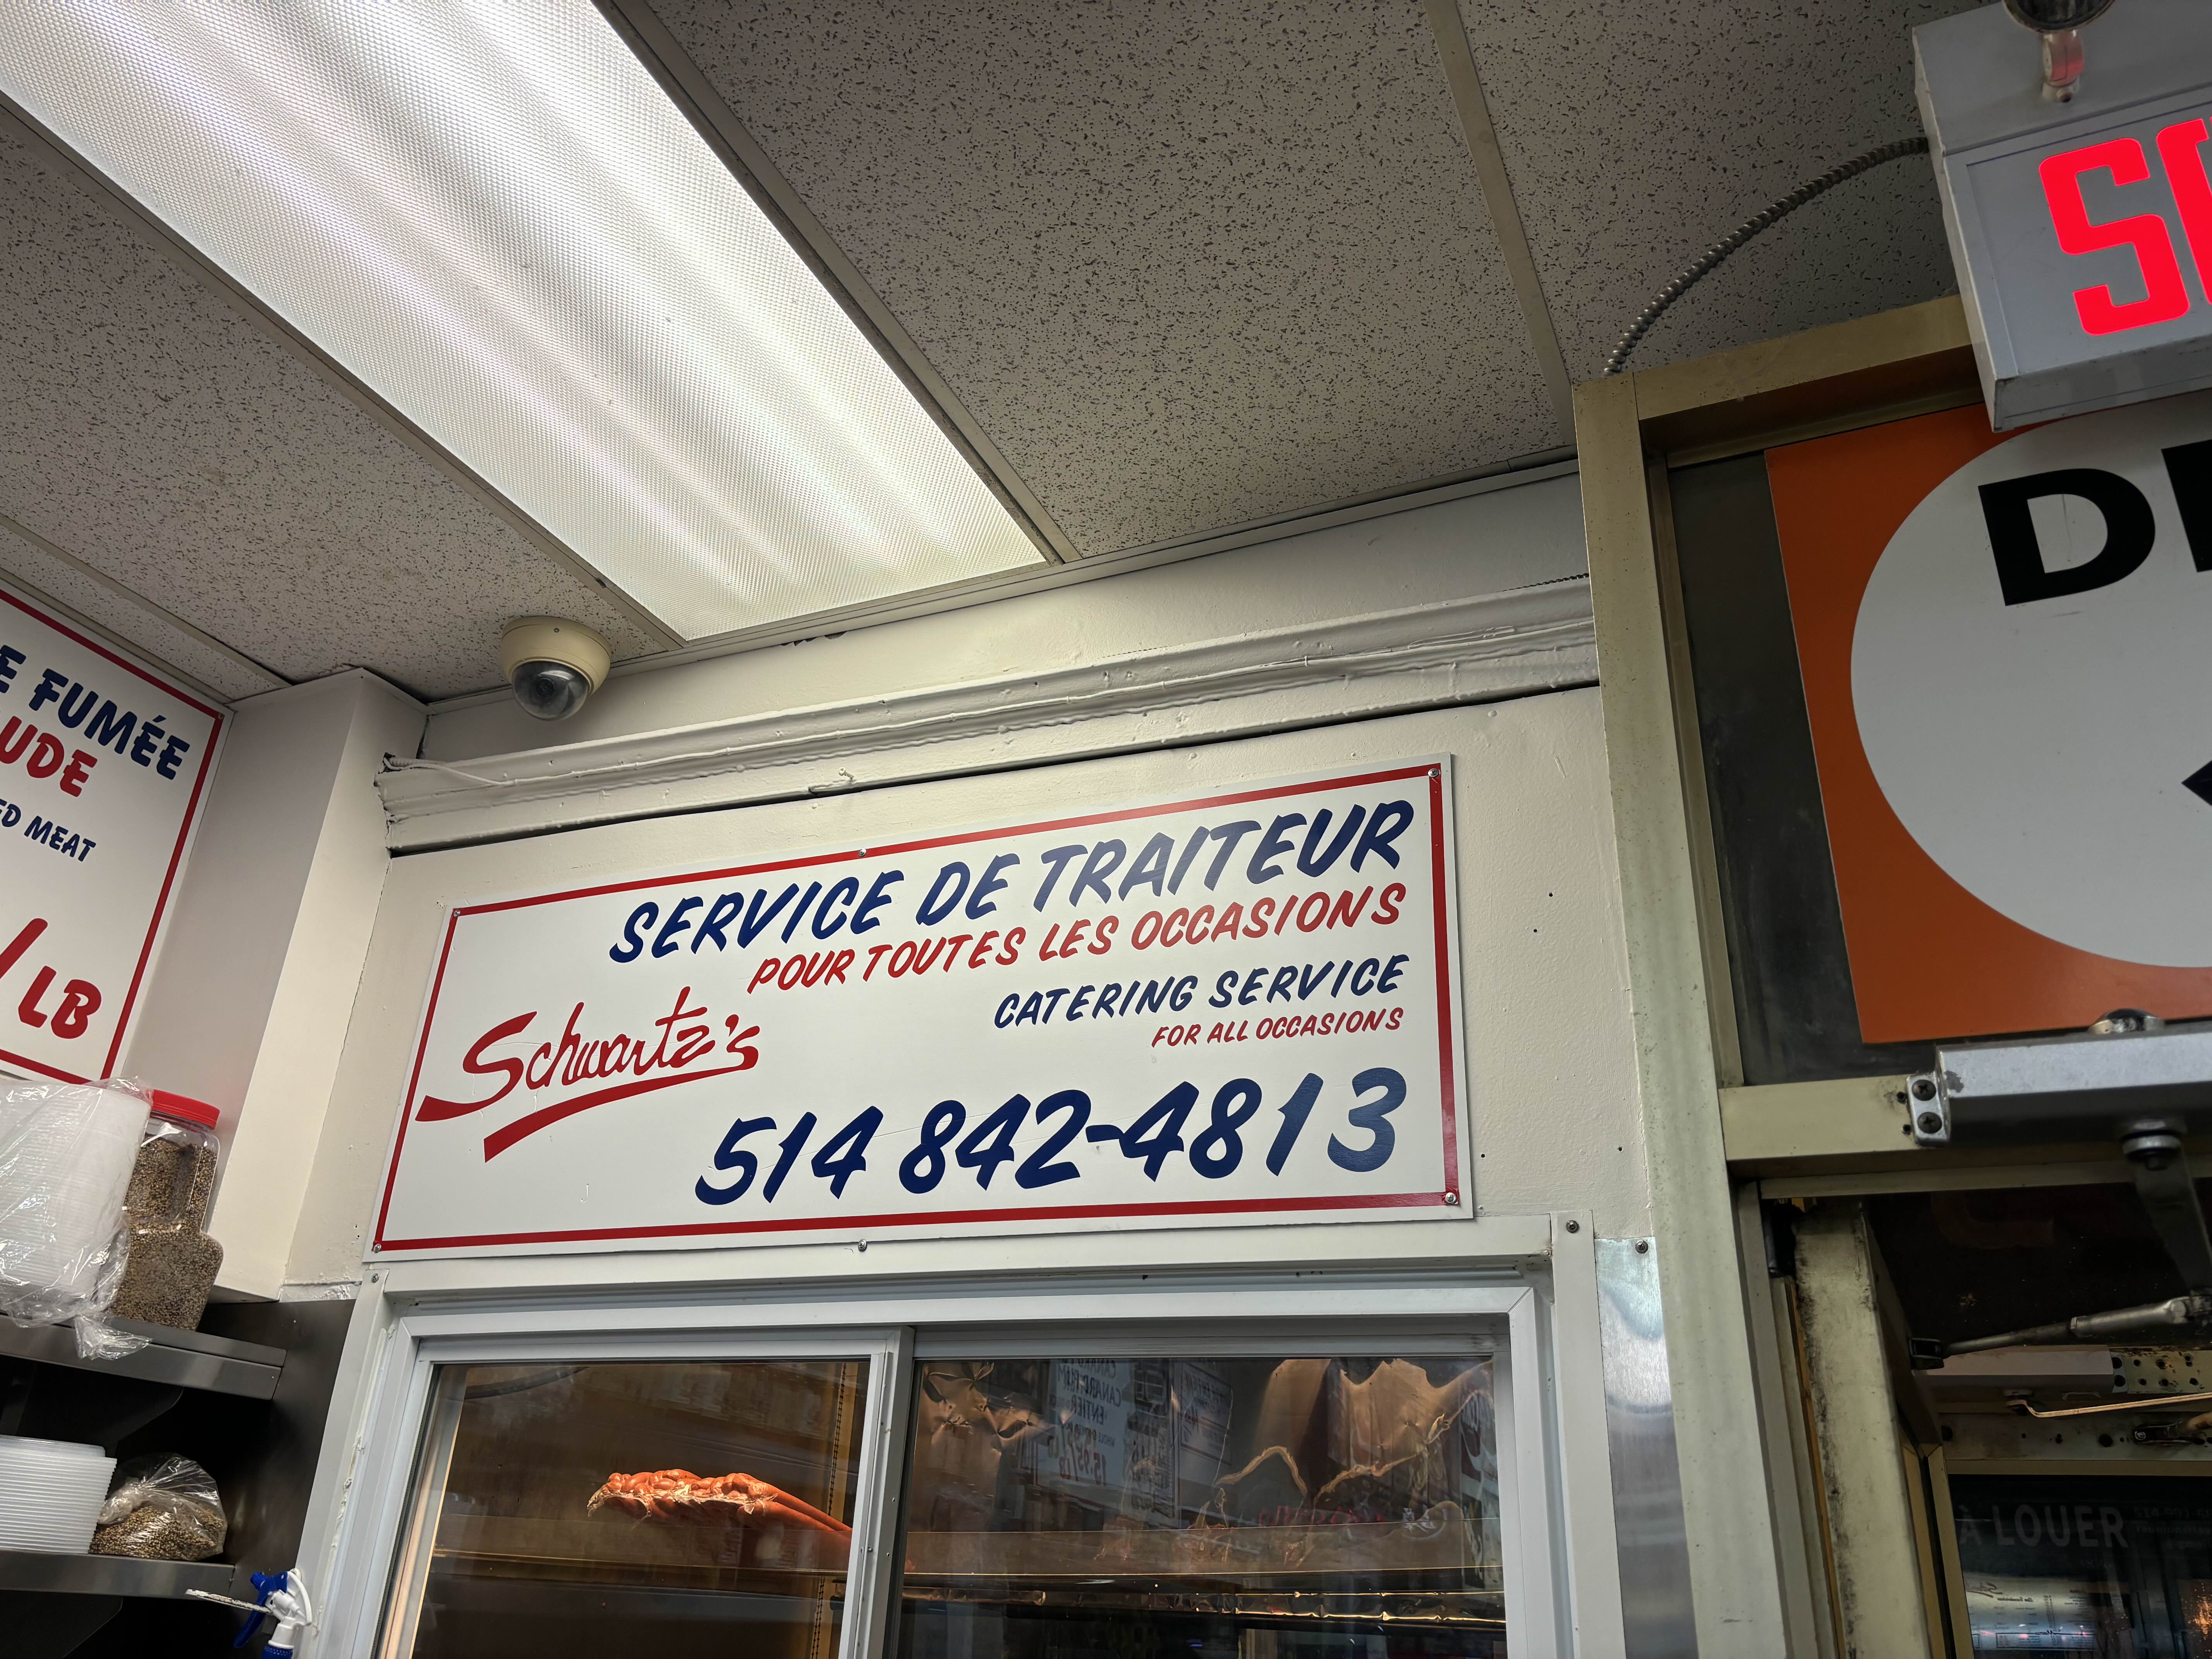 E FUMÉE
UDE
ED MEAT
/LB
SERVICE DE TRAITEUR
POUR TOUTES LES OCCASIONS
CATERING SERVICE
FOR ALL OCCASIONS
Schwartz's
514 842-4813
À LOUER